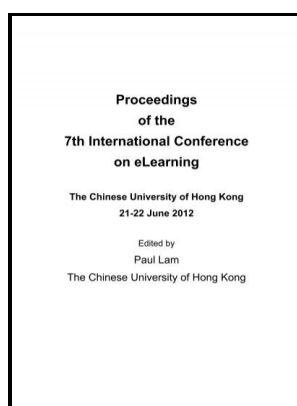 Proceedings
of the
7th International Conference
on eLearning
The Chinese University of Hong Kong
21-22 June 2012
Edited by
Paul Lam
The Chinese University of Hong Kong